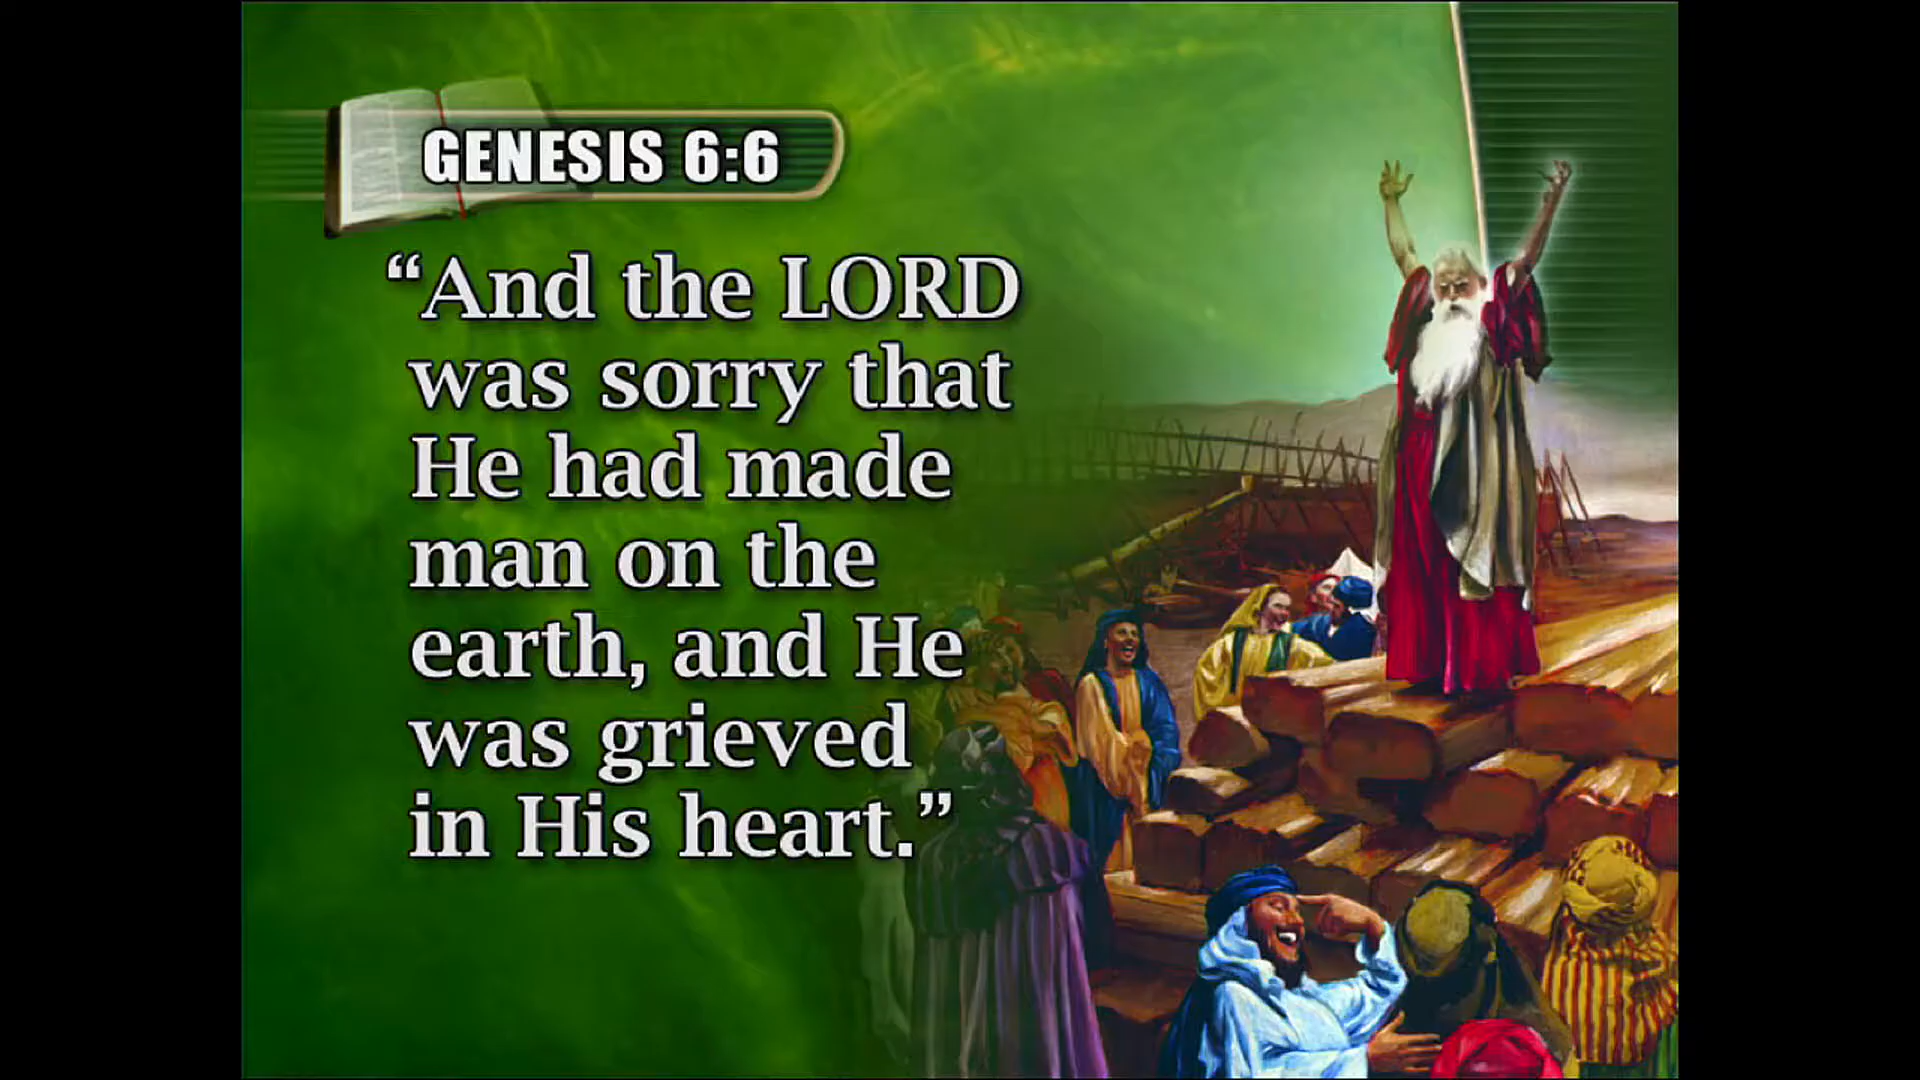 GENESIS 6:6
“And the LORD
was sorry that
He had made
man on the
earth, and He
was grieved
in His heart.”